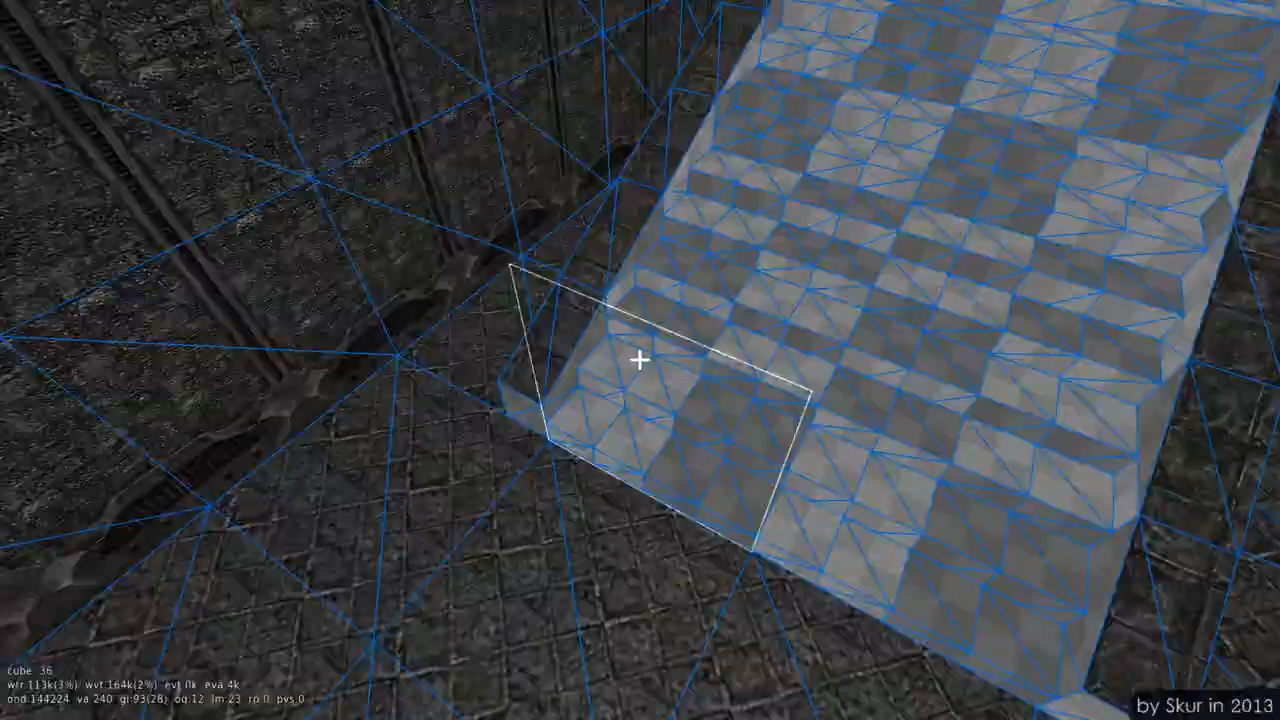 cube 36
wtr:113k(3%) wvt:164k(2%) evt:0k eva:4k
ond:144224 va:240 gl:93(28) oq:12 lm:23 rp:0 pvs:0
by Skur in 2013